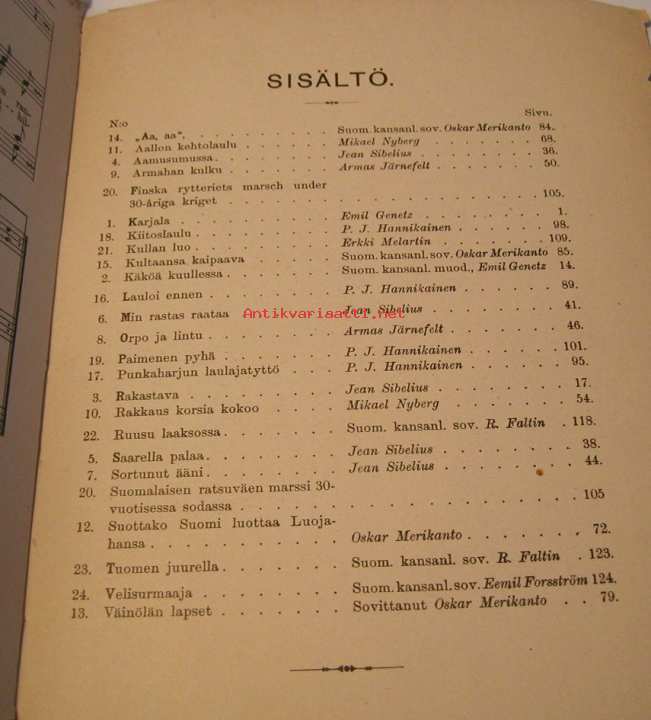 SISÄLTÖ.
N:o Sivu.
14. „Aa, aa", . . . . . . . . Suom. kansanl. sov. Oskar Merikanto 84.
11. Aallon kehtolaulu . . . . . Mikael Nyberg . . . . . . . 68.
4. Aamusumussa. . . . . . . . Jean Sibelius . . . . . . . 36.
9. Armahan kulku . . . . . . . Armas Järnefelt . . . . . . . 50.
20. Finska rytteriets marsch under
30-åriga kriget . . . . . . . . . . . . . . . . 105.
1. Karjala . . . . . . . . . Emil Genetz . . . . . . . . 1.
18. Kiitoslaulu . . . . . . . . P. J. Hannikainen . . . . . . 98.
21. Kullan luo . . . . . . . . Erkki Melartin . . . . . . . 109.
15. Kultaansa kaipaava . . . . . Suom. kansanl. sov. Oskar Merikanto 85.
2. Käköä kuullessa . . . . . . Suom. kansanl. muod., Emil Genetz . 14.
16. Lauloi ennen . . . . . . . P. J. Hannikainen . . . . . . 89.
6. Min rastas raataa . . . . . Jean Sibelius . . . . . . . 41.
Antikvariaatti.net
8. Orpo ja lintu . . . . . . . Armas Järnefelt . . . . . . . 46.
19. Paimenen pyhä . . . . . . . P. J. Hannikainen . . . . . . 101.
17. Punkaharjun laulajatyttö . . . P. J. Hannikainen . . . . . . 95.
3. Rakastava . . . . . . . . Jean Sibelius . . . . . . . 17.
10. Rakkaus korsia kokoo . . . . Mikael Nyberg . . . . . . . 54.
22. Ruusu laaksossa . . . . . . Suom. kansanl. sov. R. Faltin . 118.
5. Saarella palaa. . . . . . . Jean Sibelius . . . . . . . 38.
7. Sortunut ääni . . . . . . . Jean Sibelius . . . . . . . 44.
20. Suomalaisen ratsuväen marssi 30-
vuotisessa sodassa . . . . . . . . . . . . . . 105
12. Suottako Suomi luottaa Luoja-
hansa . . . . . . . . . . Oskar Merikanto . . . . . . . 72.
23. Tuomen juurella . . . . . . Suom. kansanl. sov. R. Faltin . 123.
24. Velisurmaaja . . . . . . . Suom. kansanl. sov. Eemil Forsström 124.
13. Väinölän lapset . . . . . . Sovittanut Oskar Merikanto . . 79.